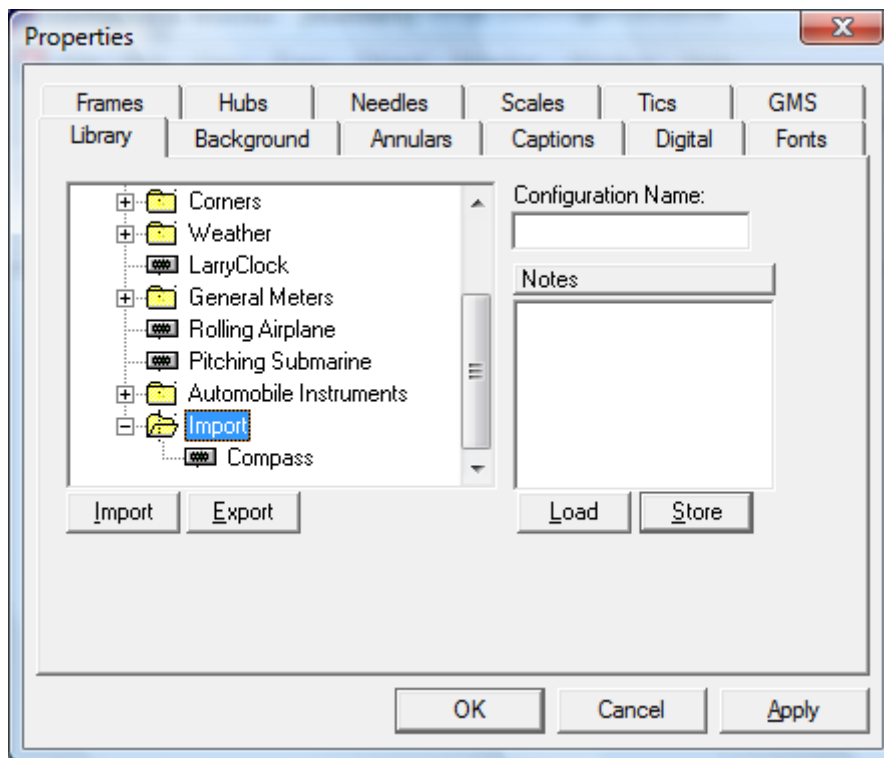 Properties
Frames Hubs Needles Scales Tics GMS
Library Background Annulars Captions Digital Fonts
Corners
Weather
LarryClock
General Meters
Rolling Airplane
Pitching Submarine
Automobile Instruments
Import
Compass
Import Export
Configuration Name:
Notes
Load Store
OK Cancel Apply